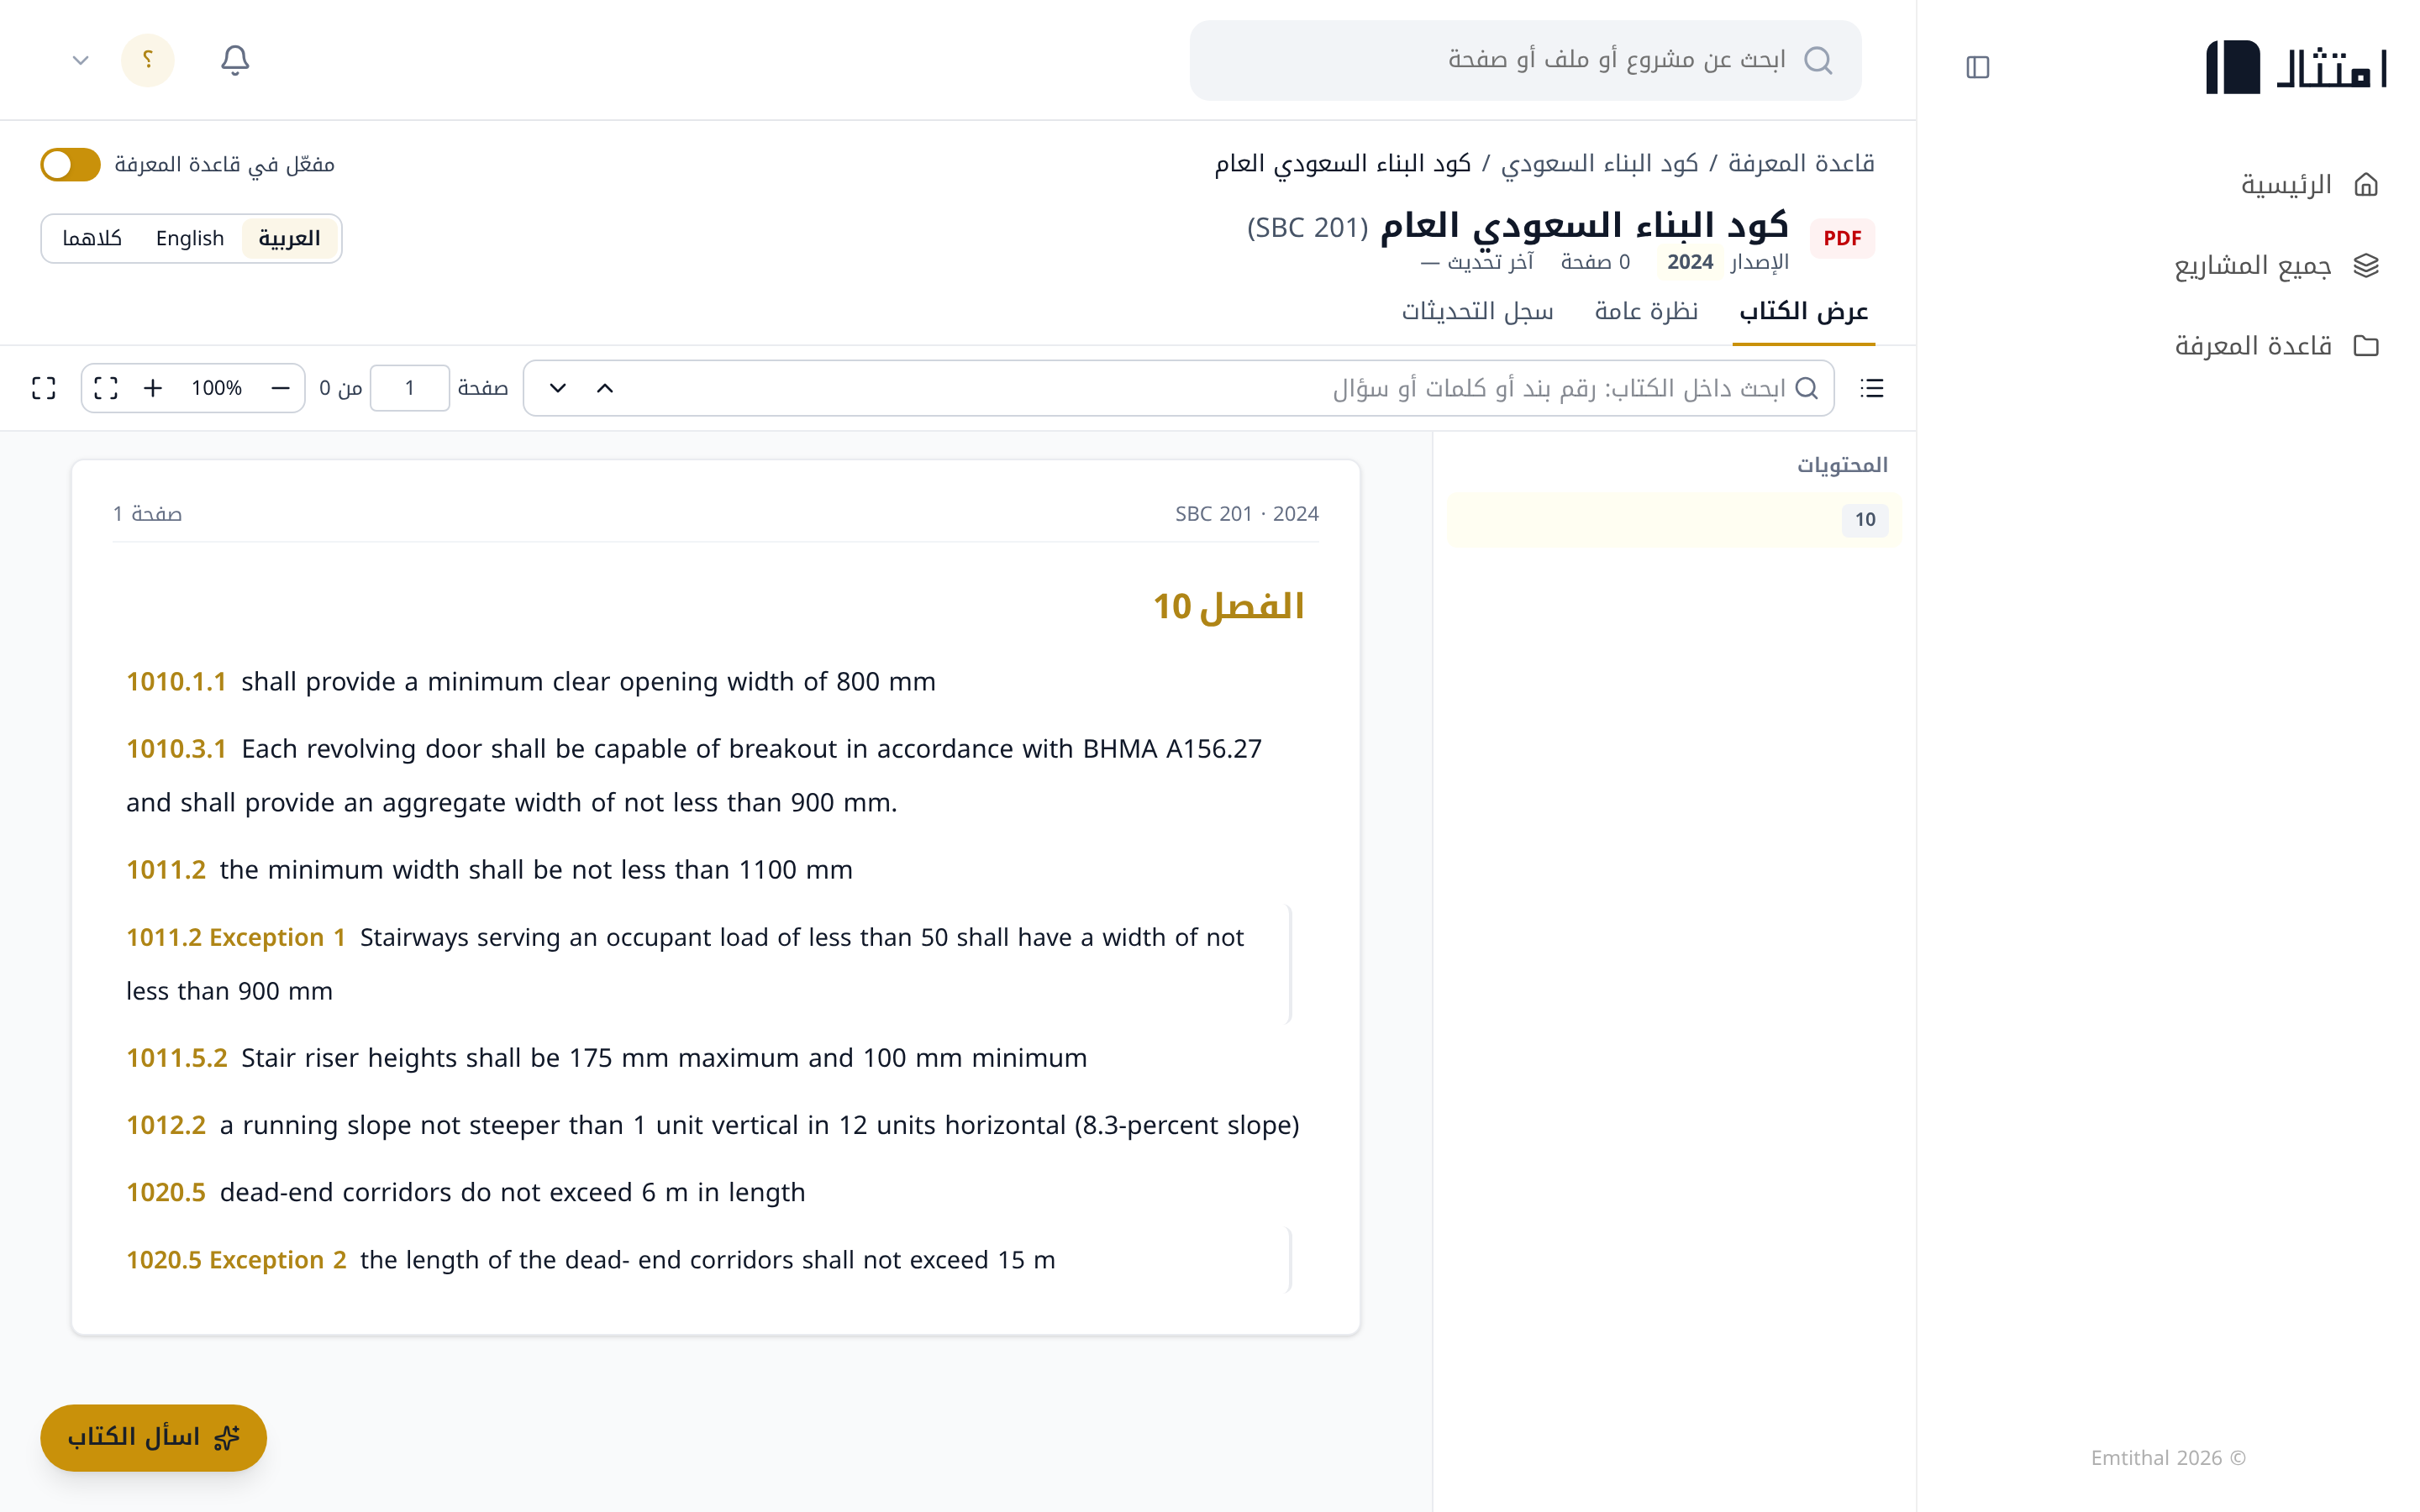 امتثال
الرئيسية
جميع المشاريع
قاعدة المعرفة
© 2026 Emtithal
ابحث عن مشروع أو ملف أو صفحة
؟
قاعدة المعرفة / كود البناء السعودي / كود البناء السعودي العام
مفعّل في قاعدة المعرفة
PDF
كود البناء السعودي العام (SBC 201)
الإصدار 2024 0 صفحة آخر تحديث —
العربية English كلاهما
عرض الكتاب نظرة عامة سجل التحديثات
ابحث داخل الكتاب: رقم بند أو كلمات أو سؤال
صفحة 1 من 0
100%
المحتويات
10
SBC 201 · 2024
صفحة 1
الفصل 10
1010.1.1 shall provide a minimum clear opening width of 800 mm
1010.3.1 Each revolving door shall be capable of breakout in accordance with BHMA A156.27
and shall provide an aggregate width of not less than 900 mm.
1011.2 the minimum width shall be not less than 1100 mm
1011.2 Exception 1 Stairways serving an occupant load of less than 50 shall have a width of not
less than 900 mm
1011.5.2 Stair riser heights shall be 175 mm maximum and 100 mm minimum
1012.2 a running slope not steeper than 1 unit vertical in 12 units horizontal (8.3-percent slope)
1020.5 dead-end corridors do not exceed 6 m in length
1020.5 Exception 2 the length of the dead- end corridors shall not exceed 15 m
اسأل الكتاب